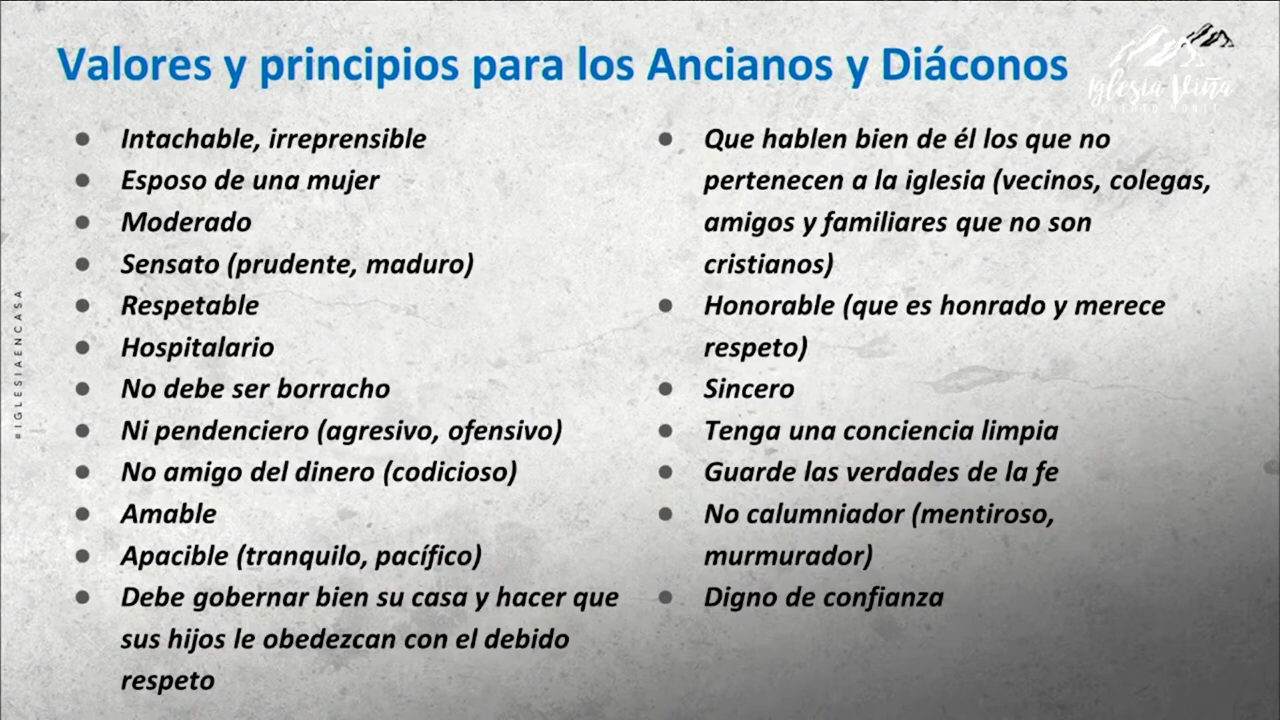 Valores y principios para los Ancianos y Diáconos
Iglesia Viña
#IGLESIAENCASA
● Intachable, irreprensible
● Esposo de una mujer
● Moderado
● Sensato (prudente, maduro)
● Respetable
● Hospitalario
● No debe ser borracho
● Ni pendenciero (agresivo, ofensivo)
● No amigo del dinero (codicioso)
● Amable
● Apacible (tranquilo, pacífico)
● Debe gobernar bien su casa y hacer que
sus hijos le obedezcan con el debido
respeto
● Que hablen bien de él los que no
pertenecen a la iglesia (vecinos, colegas,
amigos y familiares que no son
cristianos)
● Honorable (que es honrado y merece
respeto)
● Sincero
● Tenga una conciencia limpia
● Guarde las verdades de la fe
● No calumniador (mentiroso,
murmurador)
● Digno de confianza